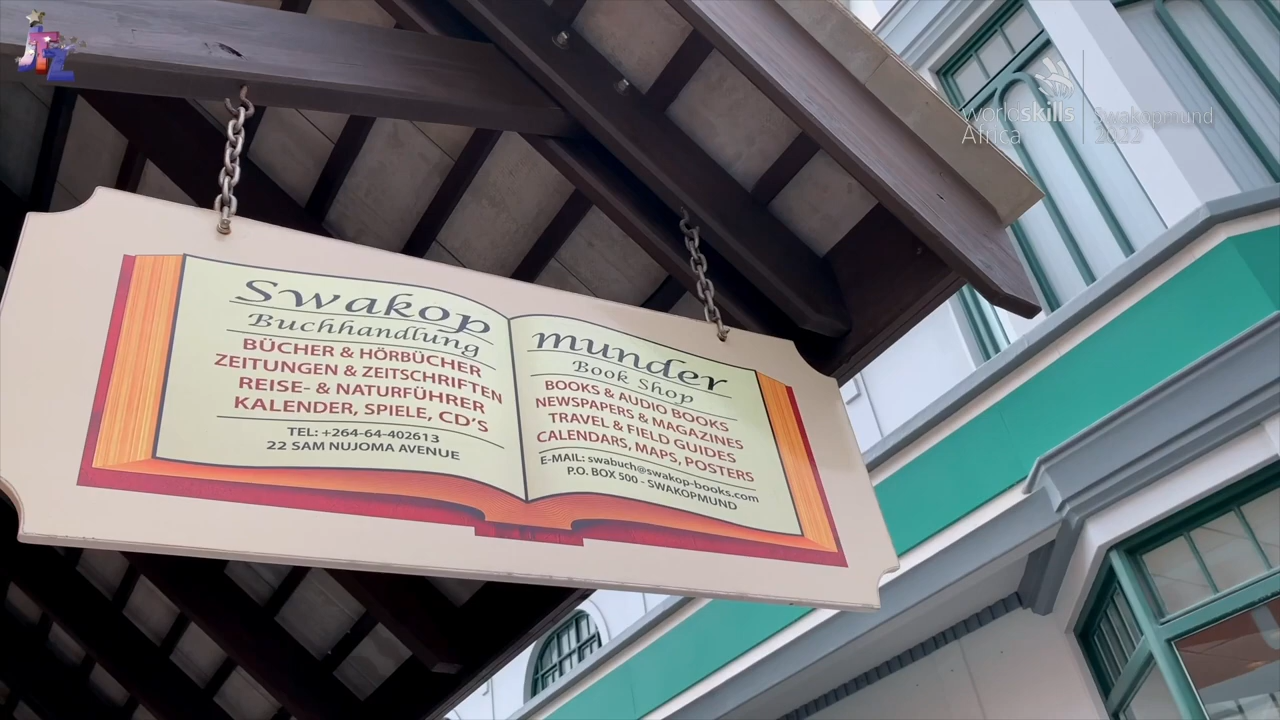 JTZ
worldskills
Africa
Swakopmund
2022
Swakop
Buchhandlung
BÜCHER & HÖRBÜCHER
ZEITUNGEN & ZEITSCHRIFTEN
REISE- & NATURFÜHRER
KALENDER, SPIELE, CD'S
TEL: +264-64-402613
22 SAM NUJOMA AVENUE
munder
Book Shop
BOOKS & AUDIO BOOKS
NEWSPAPERS & MAGAZINES
TRAVEL & FIELD GUIDES
CALENDARS, MAPS, POSTERS
E-MAIL: swabuch@swakop-books.com
P.O. BOX 500 - SWAKOPMUND